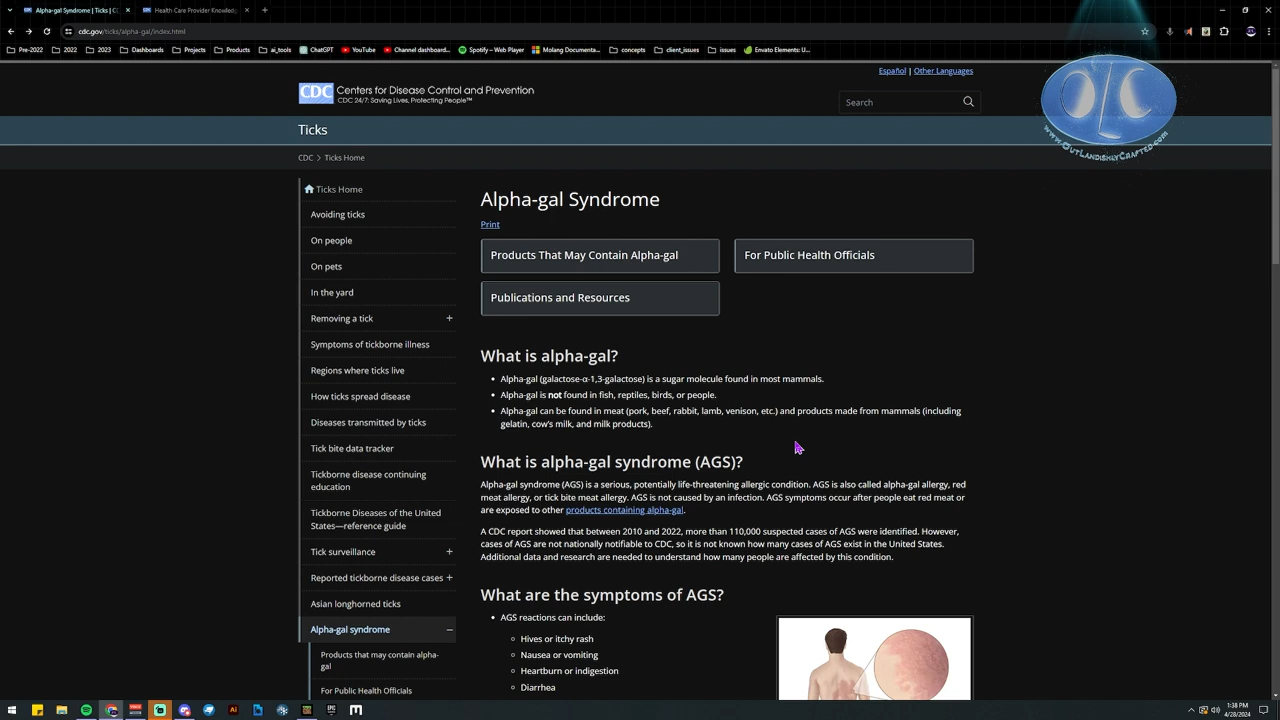 Alpha-gal Syndrome | Ticks | C
Health Care Provider Knowled
cdc.gov/ticks/alpha-gal/index.html
Pre-2022
2022
2023
Dashboards
Projects
Products
ai_tools
ChatGPT
YouTube
Channel dashboard...
Spotify – Web Player
Molang Documenta...
concepts
client_issues
issues
Envato Elements: U...
Español | Other Languages
CDC
Centers for Disease Control and Prevention
CDC 24/7: Saving Lives, Protecting People™
Search
OLC
www.OutLandishlyCrafted.com
Ticks
CDC > Ticks Home
Ticks Home
Avoiding ticks
On people
On pets
In the yard
Removing a tick +
Symptoms of tickborne illness
Regions where ticks live
How ticks spread disease
Diseases transmitted by ticks
Tick bite data tracker
Tickborne disease continuing
education
Tickborne Diseases of the United
States—reference guide
Tick surveillance +
Reported tickborne disease cases +
Asian longhorned ticks
Alpha-gal syndrome –
Products that may contain alpha-
gal
For Public Health Officials
Alpha-gal Syndrome
Print
Products That May Contain Alpha-gal
For Public Health Officials
Publications and Resources
What is alpha-gal?
• Alpha-gal (galactose-α-1,3-galactose) is a sugar molecule found in most mammals.
• Alpha-gal is not found in fish, reptiles, birds, or people.
• Alpha-gal can be found in meat (pork, beef, rabbit, lamb, venison, etc.) and products made from mammals (including
gelatin, cow's milk, and milk products).
What is alpha-gal syndrome (AGS)?
Alpha-gal syndrome (AGS) is a serious, potentially life-threatening allergic condition. AGS is also called alpha-gal allergy, red
meat allergy, or tick bite meat allergy. AGS is not caused by an infection. AGS symptoms occur after people eat red meat or
are exposed to other products containing alpha-gal.
A CDC report showed that between 2010 and 2022, more than 110,000 suspected cases of AGS were identified. However,
cases of AGS are not nationally notifiable to CDC, so it is not known how many cases of AGS exist in the United States.
Additional data and research are needed to understand how many people are affected by this condition.
What are the symptoms of AGS?
• AGS reactions can include:
Hives or itchy rash
Nausea or vomiting
Heartburn or indigestion
Diarrhea
1:38 PM
4/28/2024